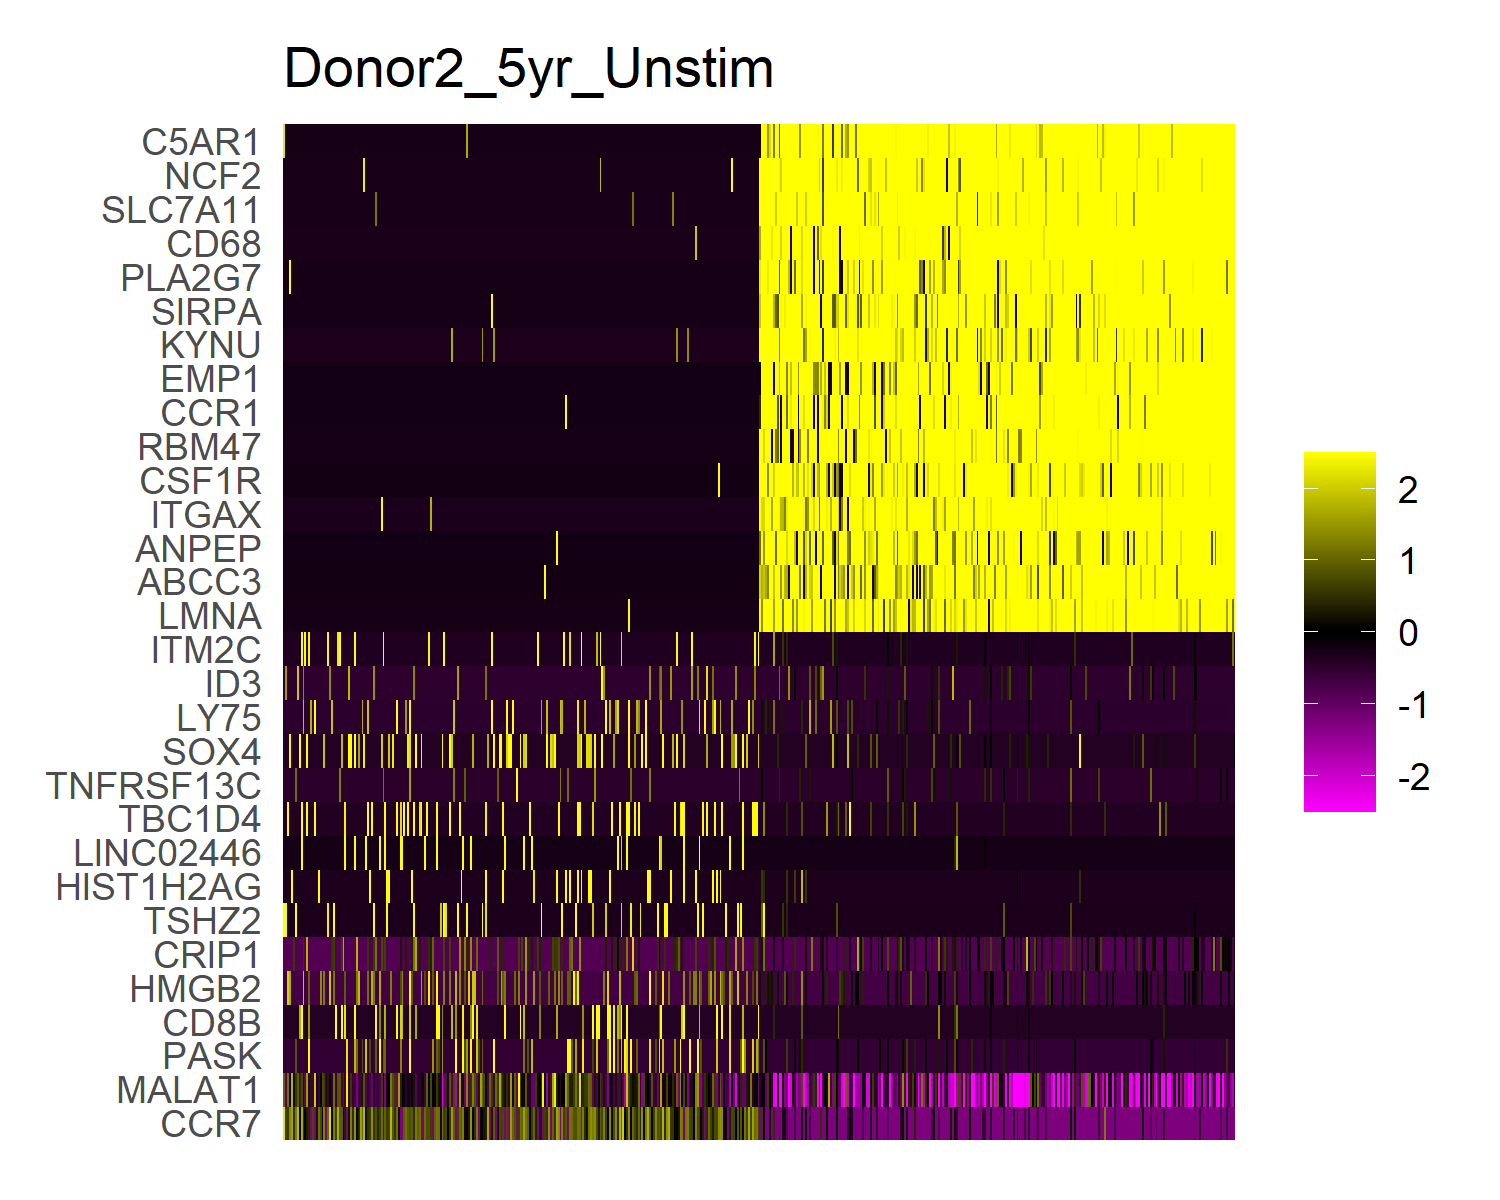 Donor2_5yr_Unstim
C5AR1
NCF2
SLC7A11
CD68
PLA2G7
SIRPA
KYNU
EMP1
CCR1
RBM47
CSF1R
ITGAX
ANPEP
ABCC3
LMNA
ITM2C
ID3
LY75
SOX4
TNFRSF13C
TBC1D4
LINC02446
HIST1H2AG
TSHZ2
CRIP1
HMGB2
CD8B
PASK
MALAT1
CCR7
2
1
0
-1
-2